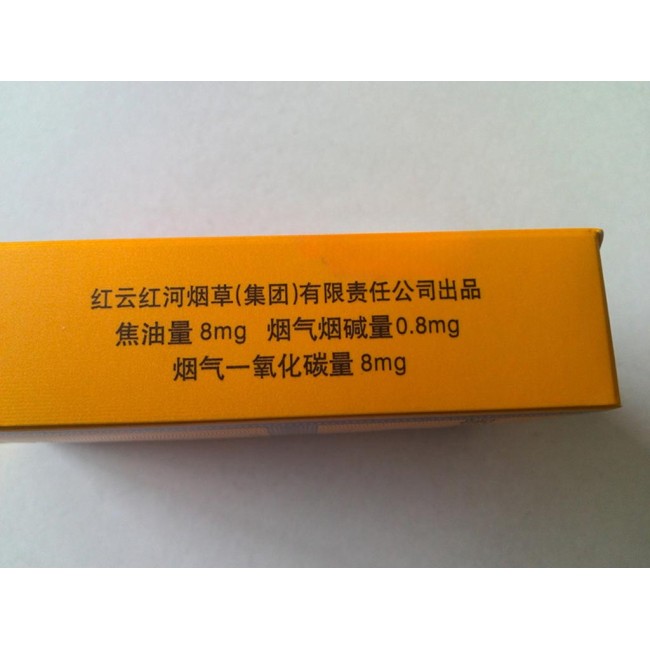 红云红河烟草(集团)有限责任公司出品
焦油量 8mg 烟气烟碱量0.8mg
烟气一氧化碳量 8mg